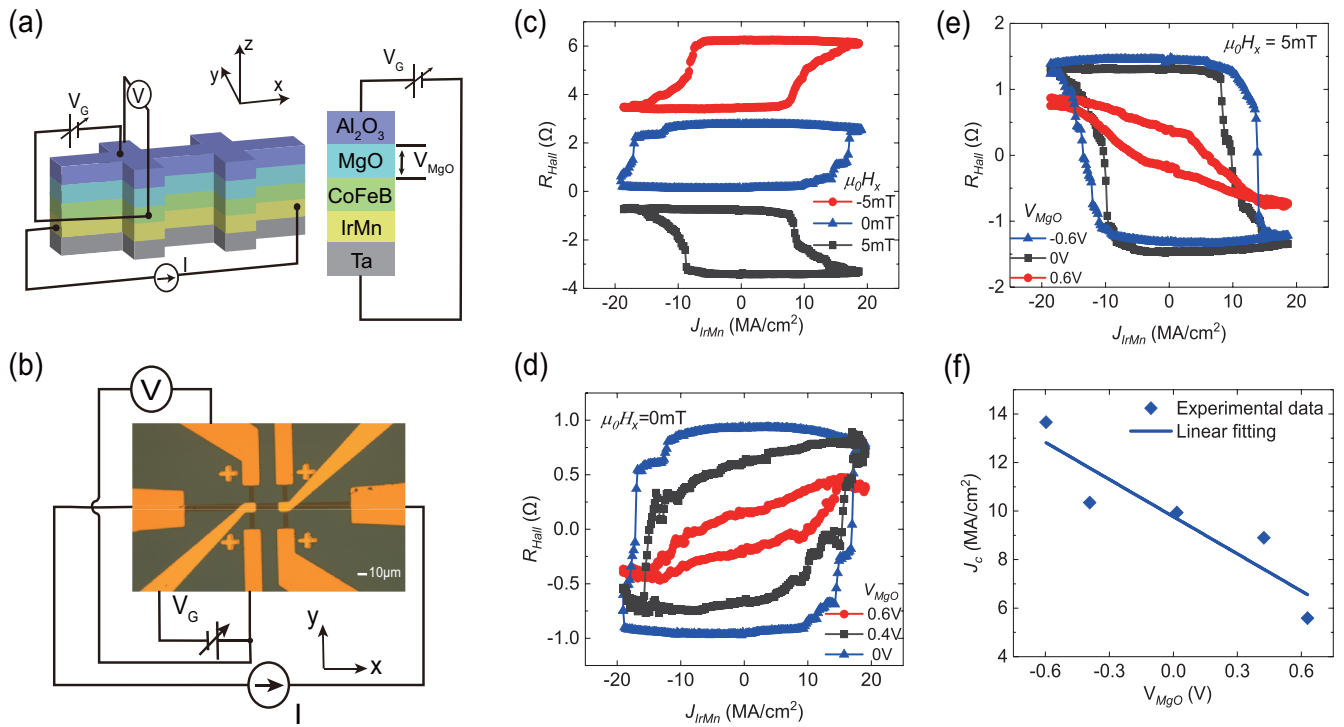 (a)
z
y
x
V_G
V
V_G
I
Al₂O₃
MgO
CoFeB
IrMn
Ta
V_MgO
(b)
V
10μm
V_G
y
x
I
(c)
R_Hall (Ω)
6
4
2
0
-2
-4
μ₀H_x
-5mT
0mT
5mT
-20 -10 0 10 20
J_IrMn (MA/cm²)
(d)
μ₀H_x=0mT
R_Hall (Ω)
1.0
0.5
0.0
-0.5
-1.0
V_MgO
0.6V
0.4V
0V
-20 -10 0 10 20
J_IrMn (MA/cm²)
(e)
μ₀H_x = 5mT
R_Hall (Ω)
2
1
0
-1
-2
V_MgO
-0.6V
0V
0.6V
-20 -10 0 10 20
J_IrMn (MA/cm²)
(f)
Experimental data
Linear fitting
J_c (MA/cm²)
14
12
10
8
6
4
-0.6 -0.3 0.0 0.3 0.6
V_MgO (V)